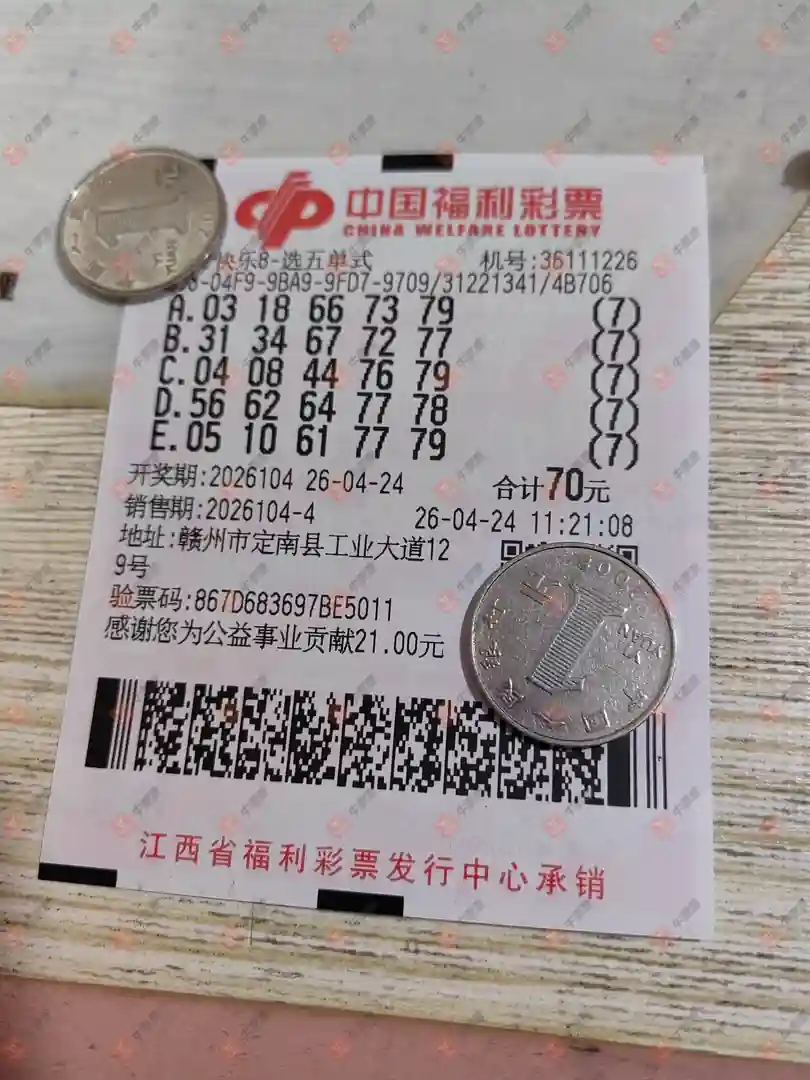 中国福利彩票
CHINA WELFARE LOTTERY
快乐8-选五单式 机号:36111226
-04F9-9BA9-9FD7-9709/31221341/4B706
A.03 18 66 73 79 (7)
B.31 34 67 72 77 (7)
C.04 08 44 76 79 (7)
D.56 62 64 77 78 (7)
E.05 10 61 77 79 (7)
开奖期:2026104 26-04-24 合计70元
销售期:2026104-4 26-04-24 11:21:08
地址:赣州市定南县工业大道12
9号
验票码:867D683697BE5011
感谢您为公益事业贡献21.00元
江西省福利彩票发行中心承销